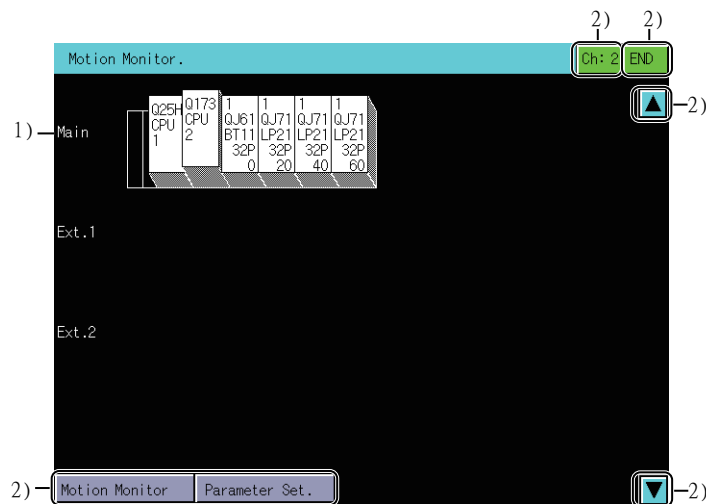 2) 2)
Motion Monitor. Ch: 2 END
2)
1) Main
Q25H
CPU
1
Q173
CPU
2
1
QJ61
BT11
32P
0
1
QJ71
LP21
32P
20
1
QJ71
LP21
32P
40
1
QJ71
LP21
32P
60
Ext.1
Ext.2
2) Motion Monitor Parameter Set. 2)